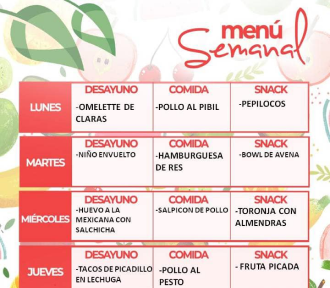 menú
Semanal
DESAYUNO COMIDA SNACK
LUNES
-OMELETTE DE
CLARAS
-POLLO AL PIBIL
-PEPILOCOS
DESAYUNO COMIDA SNACK
MARTES
-NIÑO ENVUELTO
-HAMBURGUESA
DE RES
-BOWL DE AVENA
DESAYUNO COMIDA SNACK
MIÉRCOLES
-HUEVO A LA
MEXICANA CON
SALCHICHA
-SALPICON DE POLLO
-TORONJA CON
ALMENDRAS
DESAYUNO COMIDA SNACK
JUEVES
-TACOS DE PICADILLO
EN LECHUGA
-POLLO AL
PESTO
- FRUTA PICADA